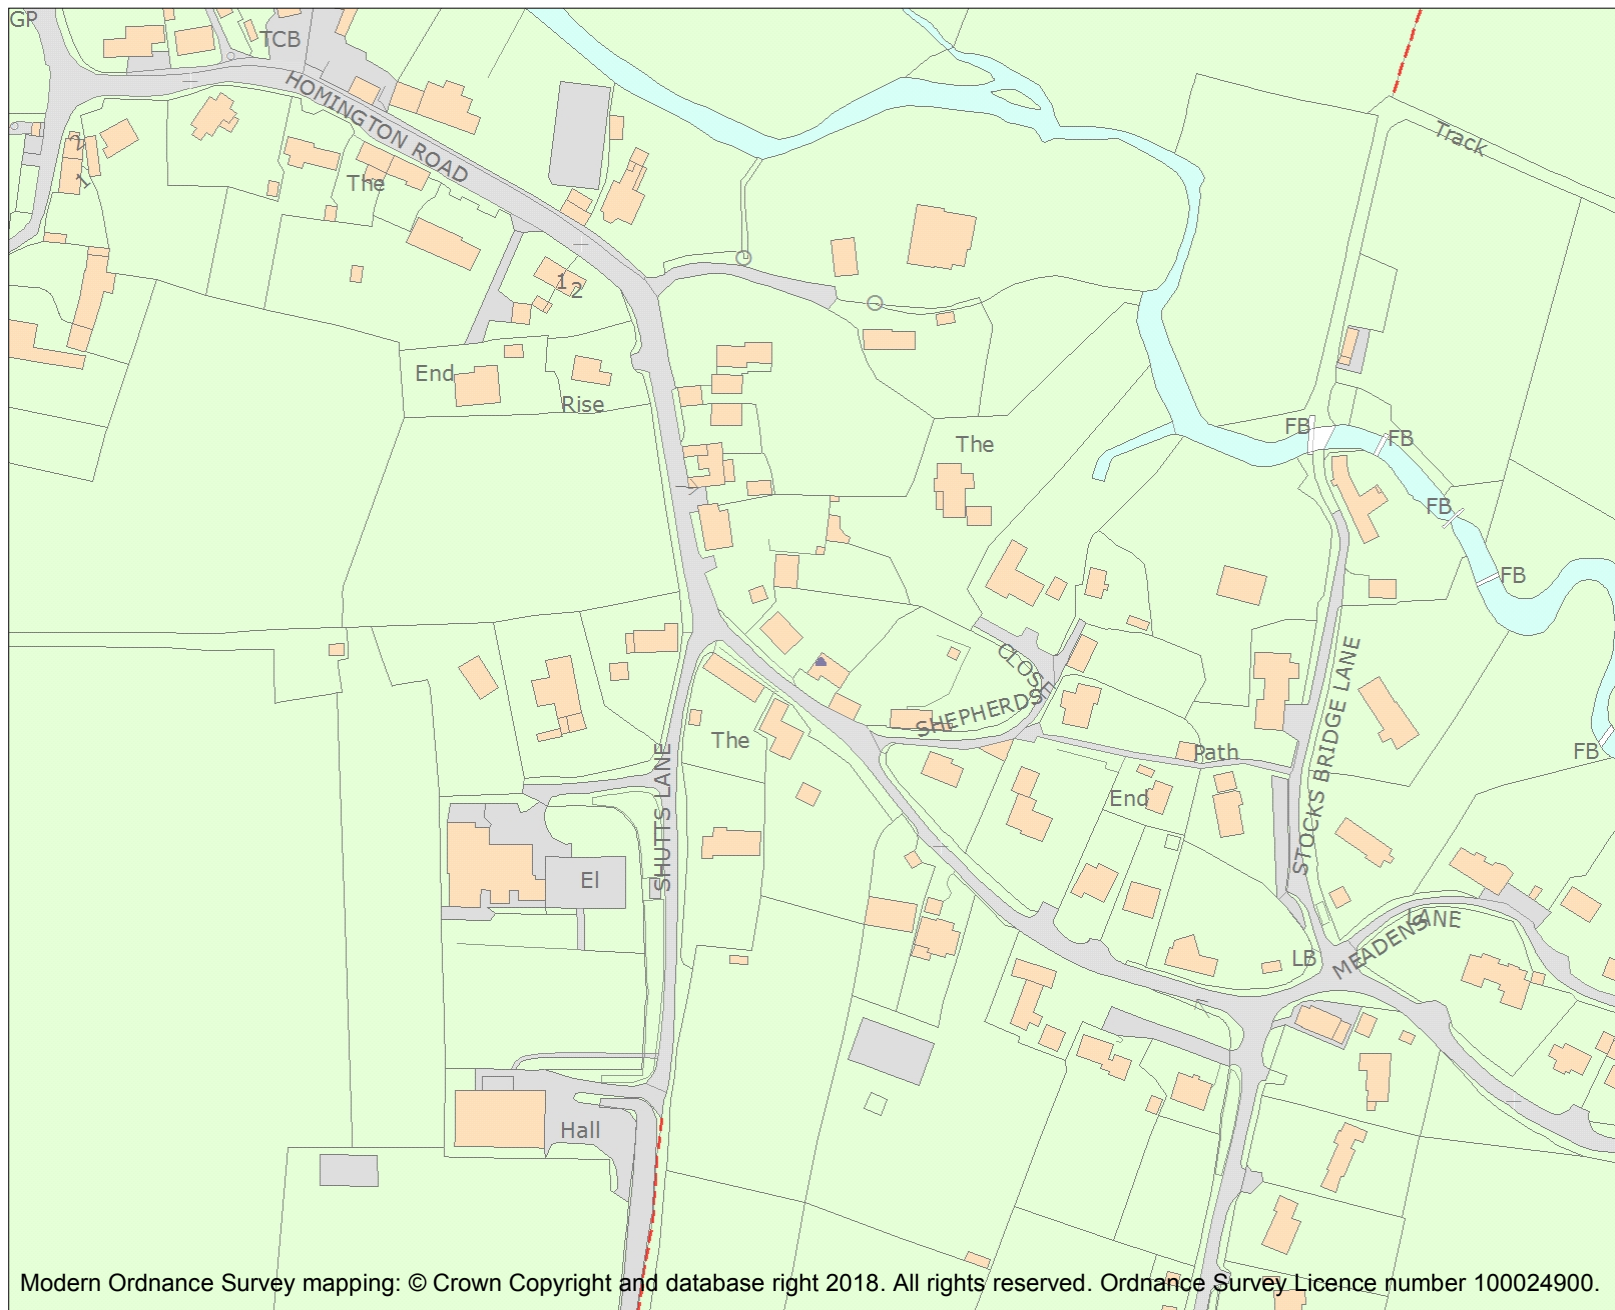 GP
TCB
HOMINGTON ROAD
Track
2
1
The
1
2
End
Rise
FB
FB
The
FB
FB
CLOSE
SHEPHERDS
STOCKS BRIDGE LANE
The
SHUTTS LANE
Path
FB
End
El
LANE
MEADENS
LB
Hall
Modern Ordnance Survey mapping: © Crown Copyright and database right 2018. All rights reserved. Ordnance Survey Licence number 100024900.